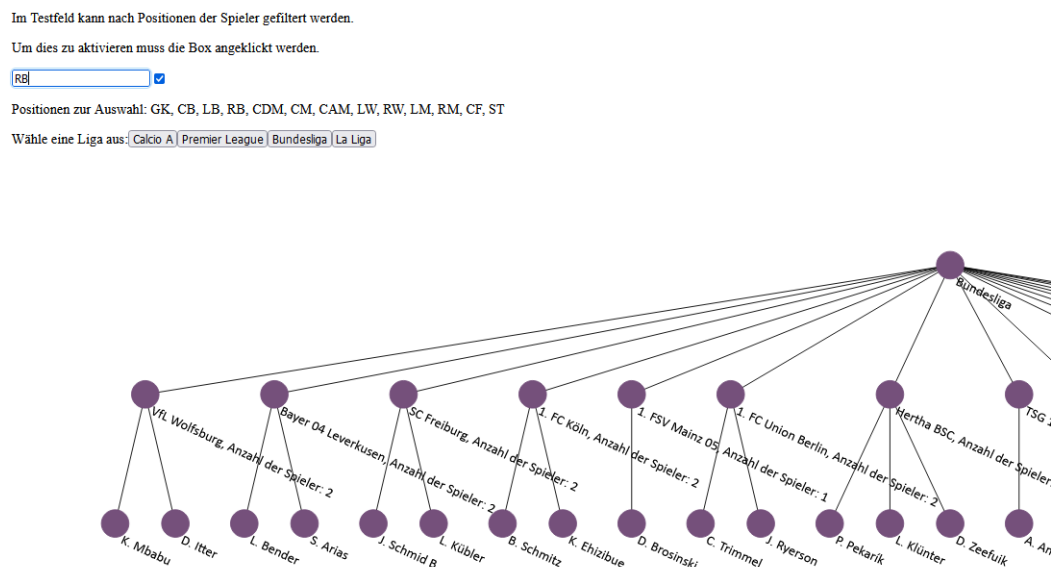 Im Testfeld kann nach Positionen der Spieler gefiltert werden.
Um dies zu aktivieren muss die Box angeklickt werden.
RB
Positionen zur Auswahl: GK, CB, LB, RB, CDM, CM, CAM, LW, RW, LM, RM, CF, ST
Wähle eine Liga aus: Calcio A Premier League Bundesliga La Liga
Bundesliga
VfL Wolfsburg, Anzahl der Spieler: 2
Bayer 04 Leverkusen, Anzahl der Spieler: 2
SC Freiburg, Anzahl der Spieler: 2
1. FC Köln, Anzahl der Spieler: 2
1. FSV Mainz 05, Anzahl der Spieler: 1
1. FC Union Berlin, Anzahl der Spieler: 2
Hertha BSC, Anzahl der Spieler:
TSG
K. Mbabu
D. Itter
L. Bender
S. Arias
J. Schmid B
L. Kübler
B. Schmitz
K. Ehizibue
D. Brosinski
C. Trimmel
J. Ryerson
P. Pekarík
L. Klünter
D. Zeefuik
A.